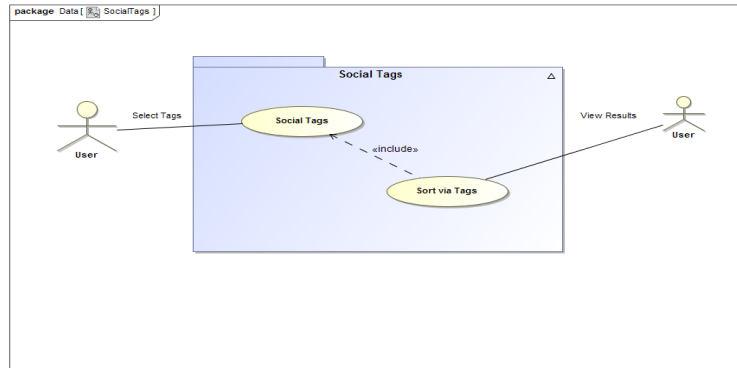 package Data [ SocialTags ]
Social Tags
Select Tags
Social Tags
View Results
User
User
«include»
Sort via Tags